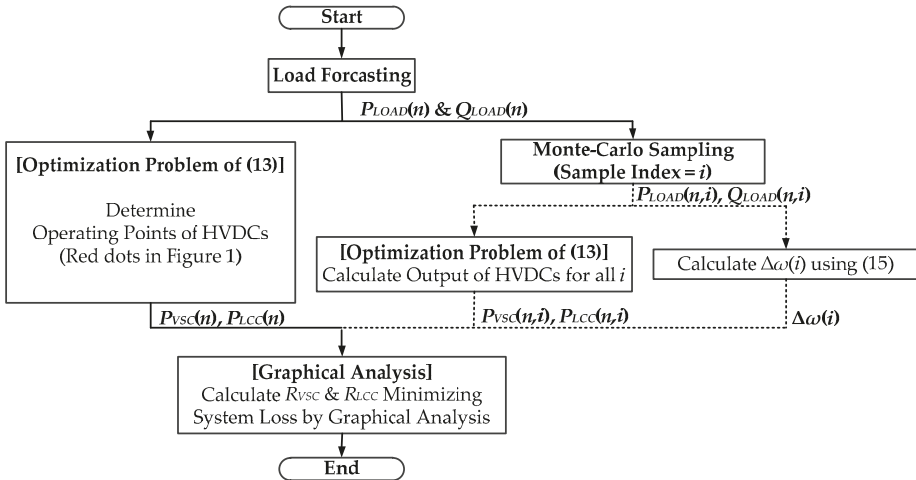 Start
Load Forcasting
PLOAD(n) & QLOAD(n)
[Optimization Problem of (13)]
Determine
Operating Points of HVDCs
(Red dots in Figure 1)
Monte-Carlo Sampling
(Sample Index = i)
PLOAD(n,i), QLOAD(n,i)
[Optimization Problem of (13)]
Calculate Output of HVDCs for all i
Calculate Δω(i) using (15)
PVSC(n), PLCC(n)
PVSC(n,i), PLCC(n,i)
Δω(i)
[Graphical Analysis]
Calculate RVSC & RLCC Minimizing
System Loss by Graphical Analysis
End